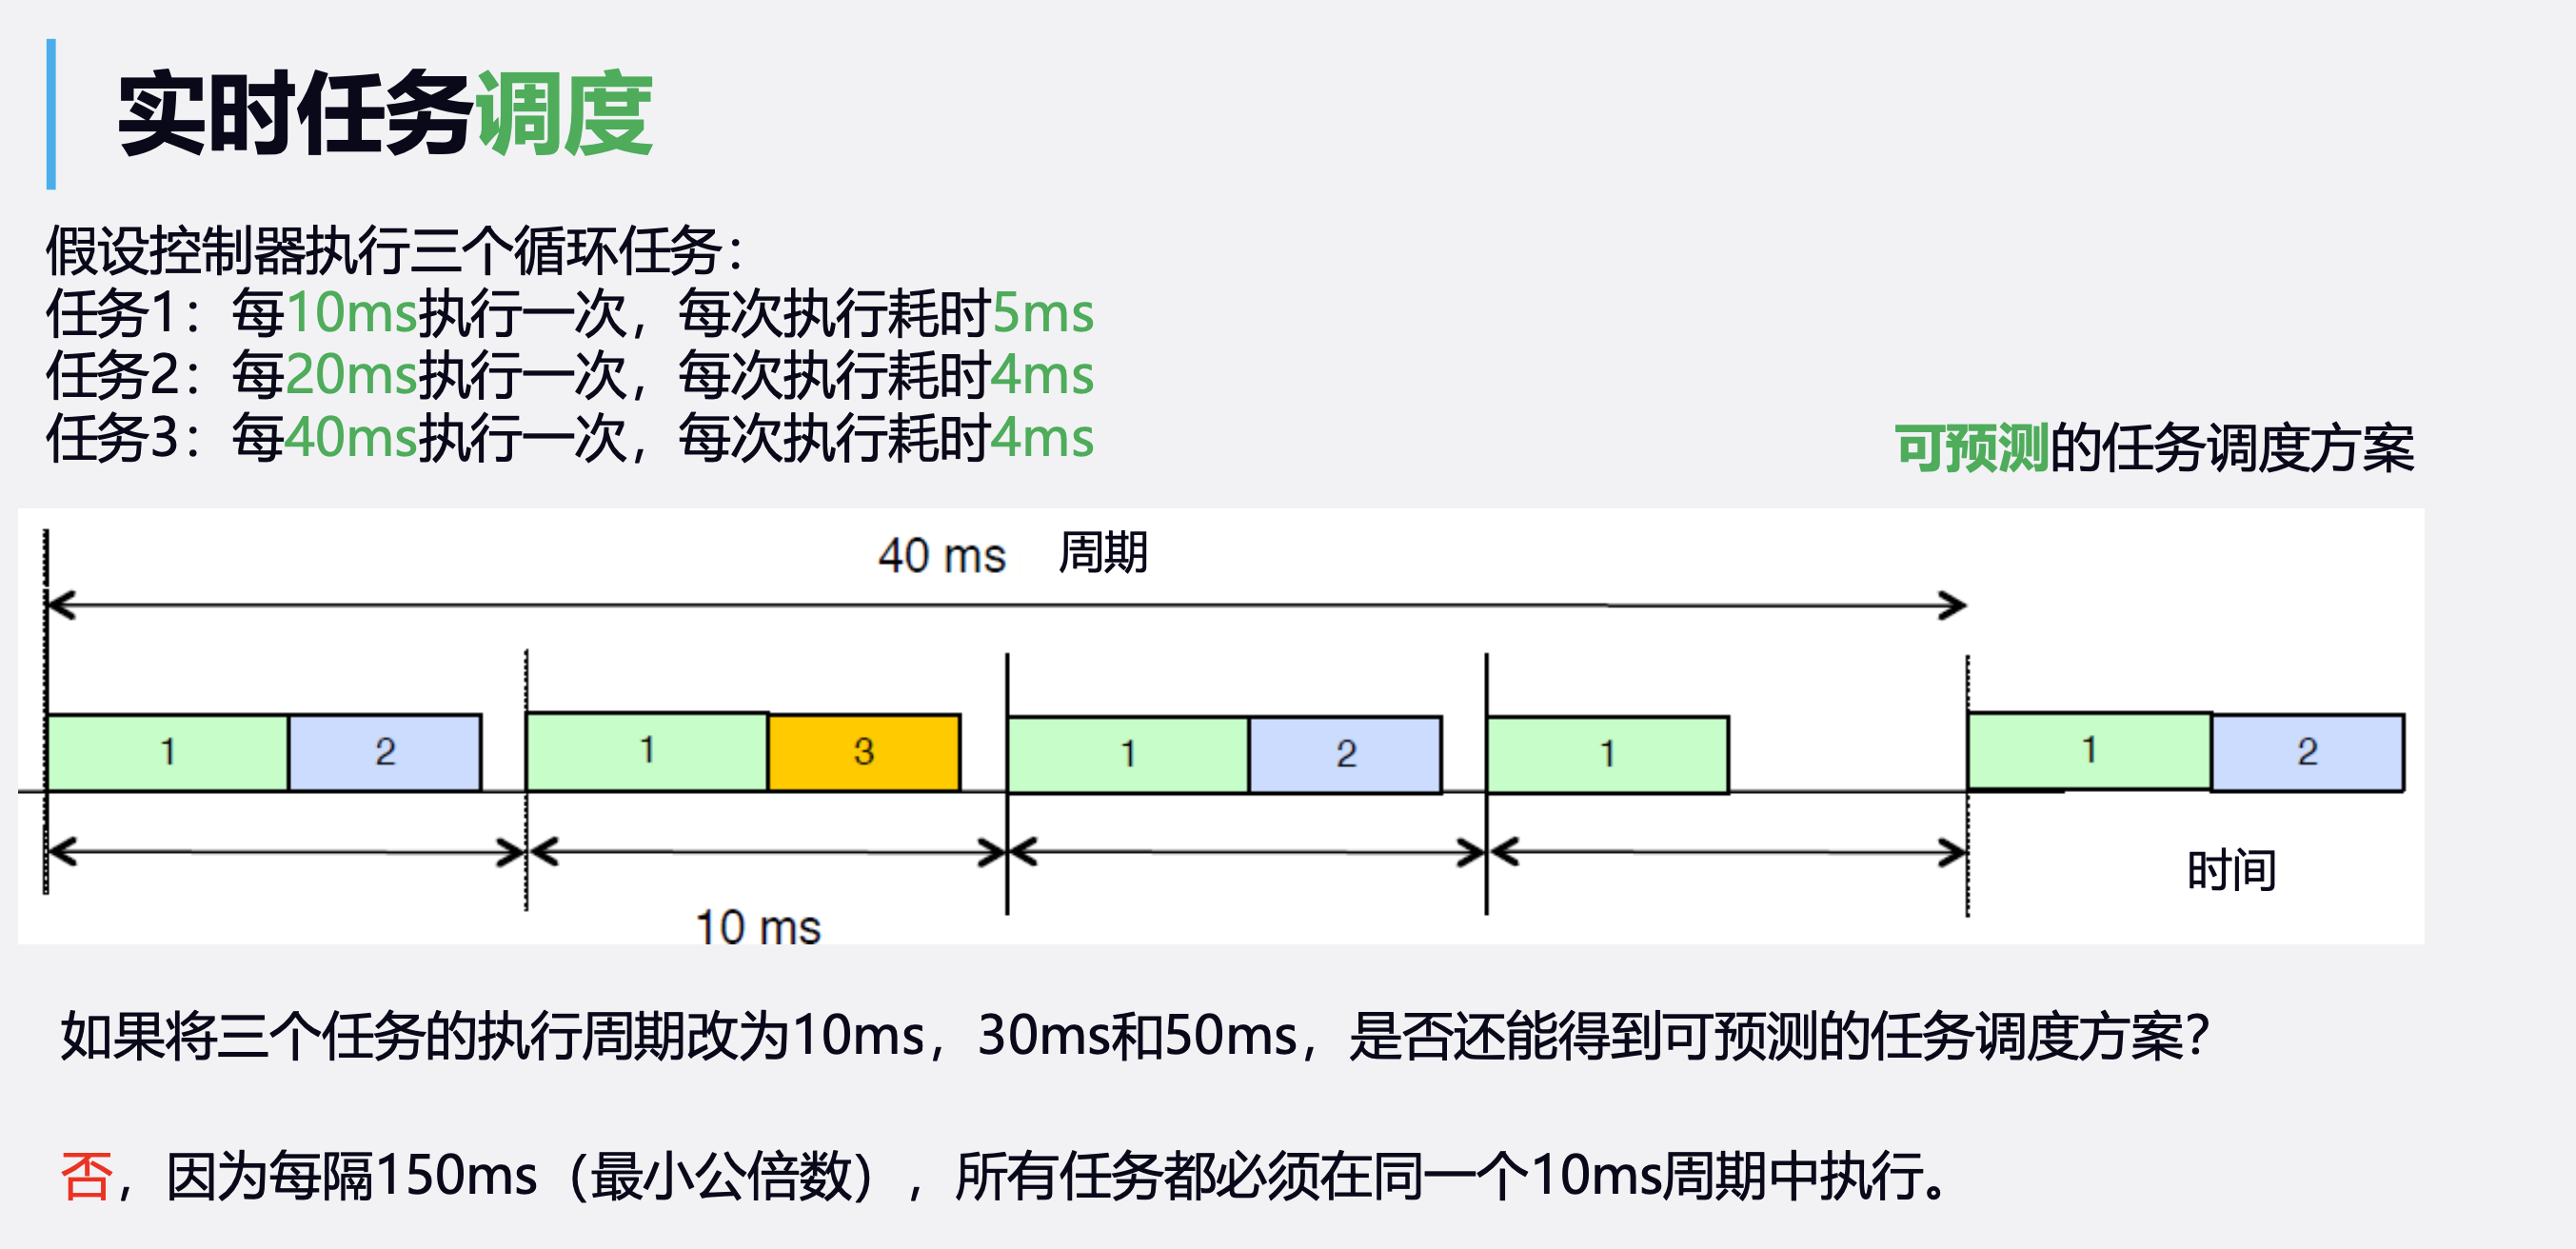 实时任务调度
假设控制器执行三个循环任务：
任务1：每10ms执行一次，每次执行耗时5ms
任务2：每20ms执行一次，每次执行耗时4ms
任务3：每40ms执行一次，每次执行耗时4ms
可预测的任务调度方案
40 ms 周期
1 2 1 3 1 2 1 1 2
时间
10 ms
如果将三个任务的执行周期改为10ms，30ms和50ms，是否还能得到可预测的任务调度方案？
否，因为每隔150ms（最小公倍数），所有任务都必须在同一个10ms周期中执行。